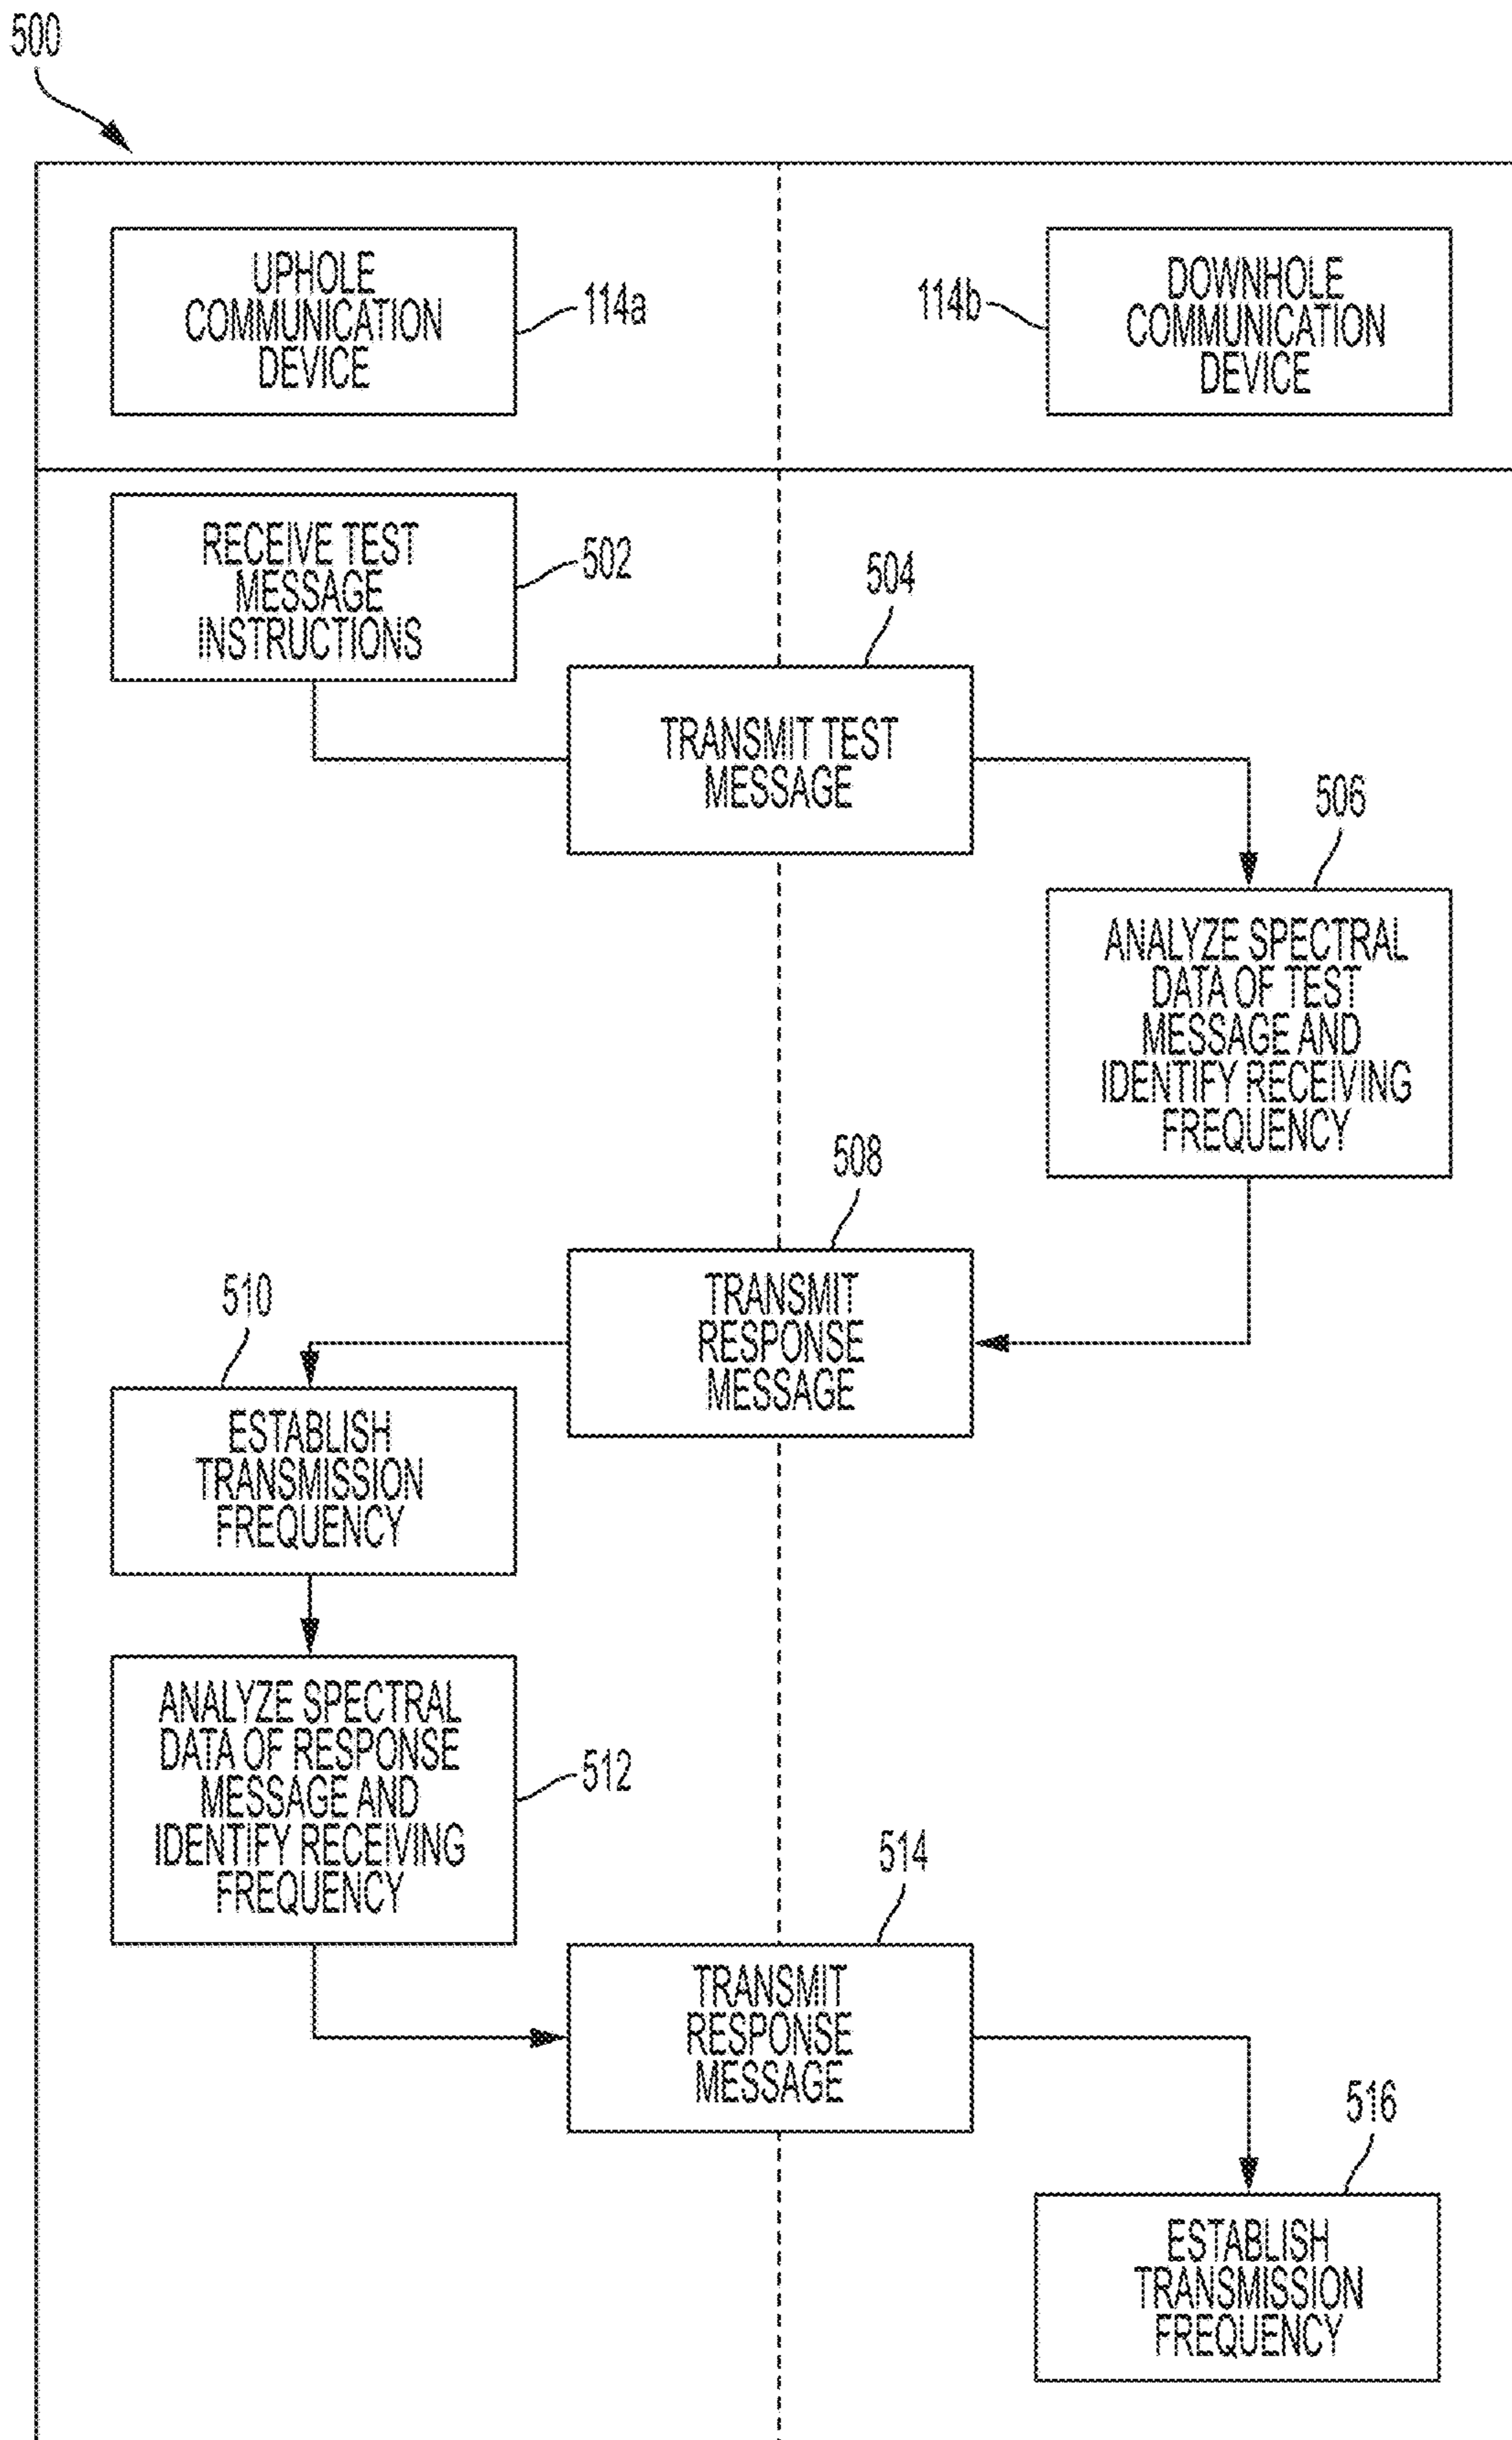 500
UPHOLE
COMMUNICATION
DEVICE
114a
114b
DOWNHOLE
COMMUNICATION
DEVICE
RECEIVE TEST
MESSAGE
INSTRUCTIONS
502
504
TRANSMIT TEST
MESSAGE
506
ANALYZE SPECTRAL
DATA OF TEST
MESSAGE AND
IDENTIFY RECEIVING
FREQUENCY
508
TRANSMIT
RESPONSE
MESSAGE
510
ESTABLISH
TRANSMISSION
FREQUENCY
ANALYZE SPECTRAL
DATA OF RESPONSE
MESSAGE AND
IDENTIFY RECEIVING
FREQUENCY
512
514
TRANSMIT
RESPONSE
MESSAGE
516
ESTABLISH
TRANSMISSION
FREQUENCY